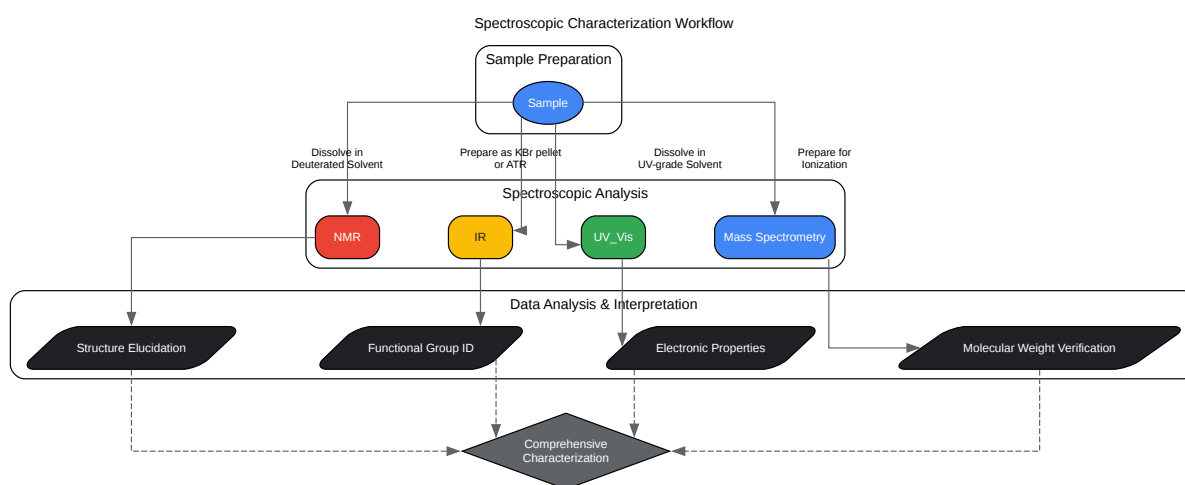 Spectroscopic Characterization Workflow
Sample Preparation
Sample
Dissolve in
Deuterated Solvent
Prepare as KBr pellet
or ATR
Dissolve in
UV-grade Solvent
Prepare for
Ionization
Spectroscopic Analysis
NMR
IR
UV_Vis
Mass Spectrometry
Data Analysis & Interpretation
Structure Elucidation
Functional Group ID
Electronic Properties
Molecular Weight Verification
Comprehensive
Characterization